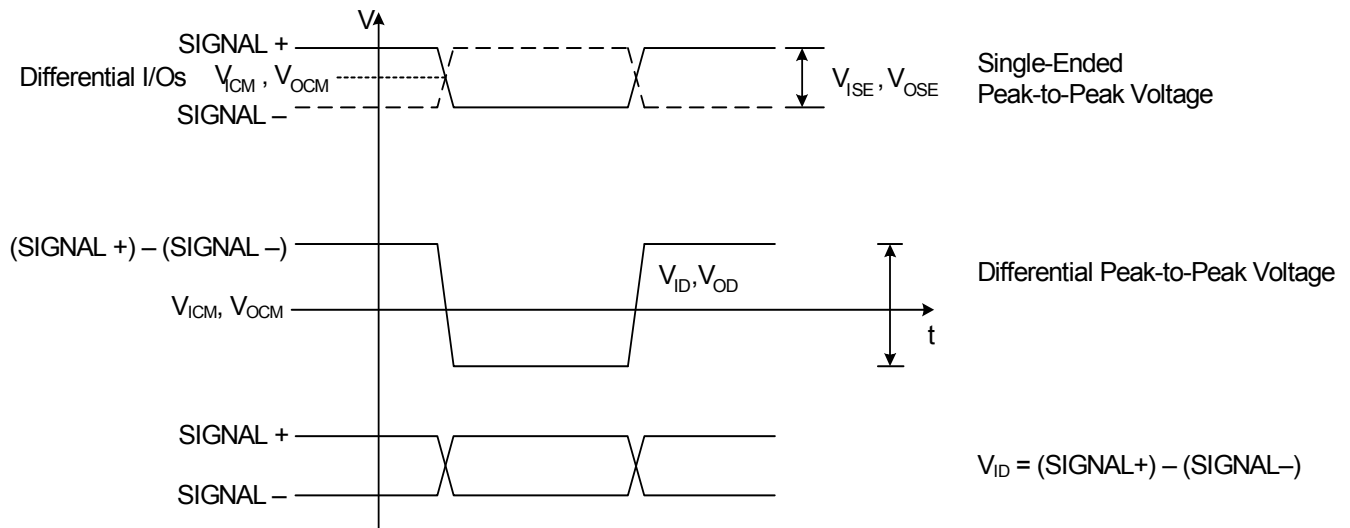 V
SIGNAL +
Differential I/Os V_ICM , V_OCM
SIGNAL –
V_ISE , V_OSE
Single-Ended
Peak-to-Peak Voltage
(SIGNAL +) – (SIGNAL –)
V_ID, V_OD
Differential Peak-to-Peak Voltage
V_ICM, V_OCM
t
SIGNAL +
SIGNAL –
V_ID = (SIGNAL+) – (SIGNAL–)